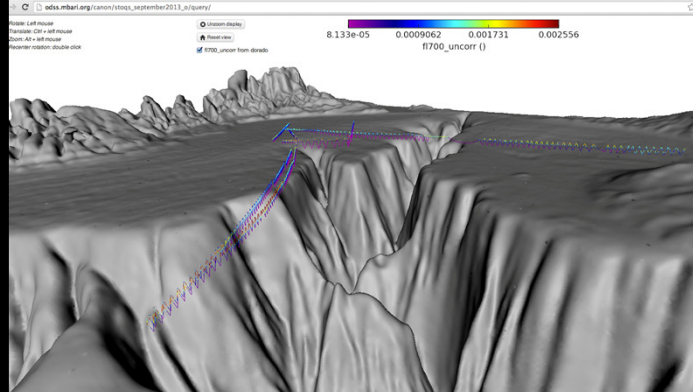 odss.mbari.org/canon/stoqs_september2013_o/query/
Rotate: Left mouse
Translate: Ctrl + left mouse
Zoom: Alt + left mouse
Recenter rotation: double click
Unzoom display
Reset view
fl700_uncorr from dorado
8.133e-05 0.0009062 0.001731 0.002556
fl700_uncorr ()